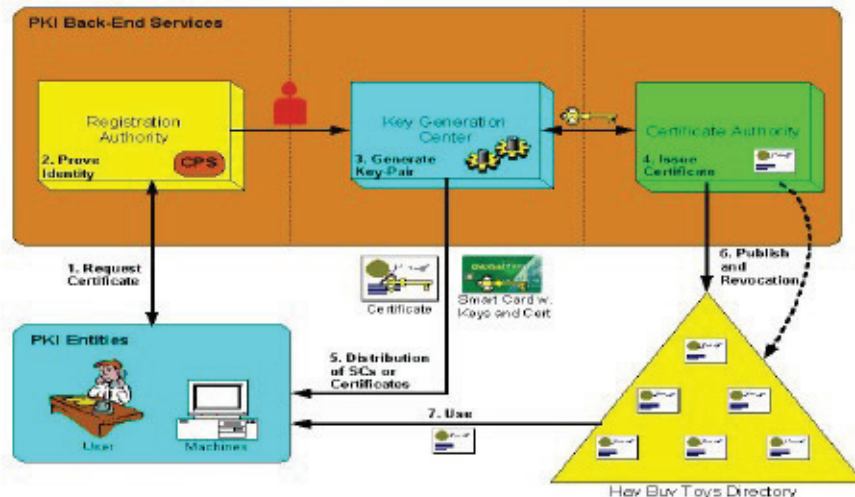 PKI Back-End Services
Registration
Authority
2. Prove
Identity
CPS
Key Generation
Center
3. Generate
Key-Pair
Certificate Authority
4. Issue
Certificate
1. Request
Certificate
Certificate
Smart Card w.
Keys and Cert
6. Publish
and
Revocation
PKI Entities
User
Machines
5. Distribution
of SCs or
Certificates
7. Use
Hay Buy Toys Directory